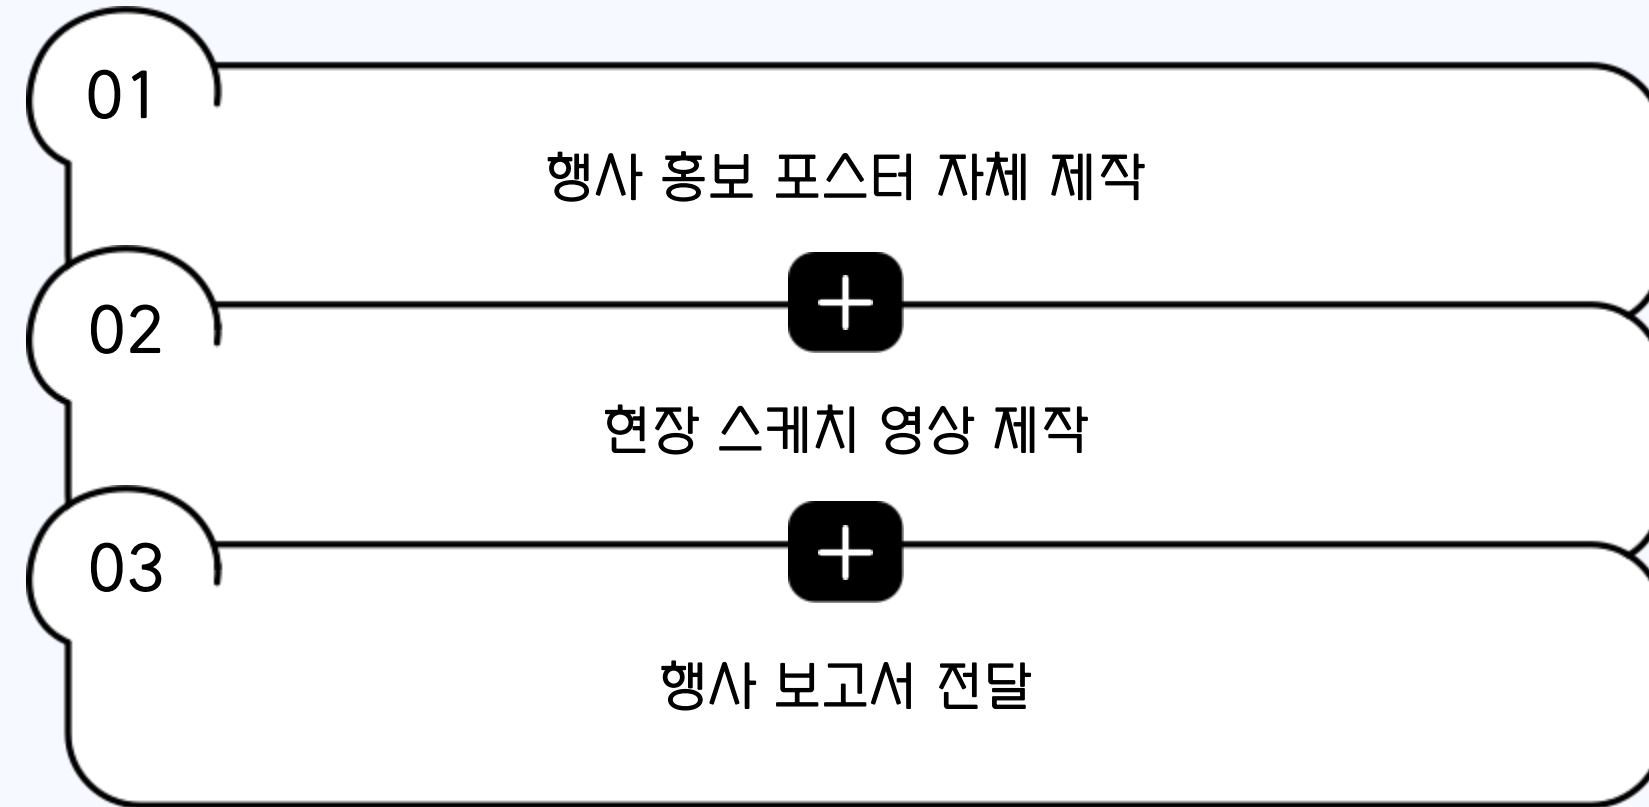 01
행사 홍보 포스터 자체 제작
02
현장 스케치 영상 제작
03
행사 보고서 전달